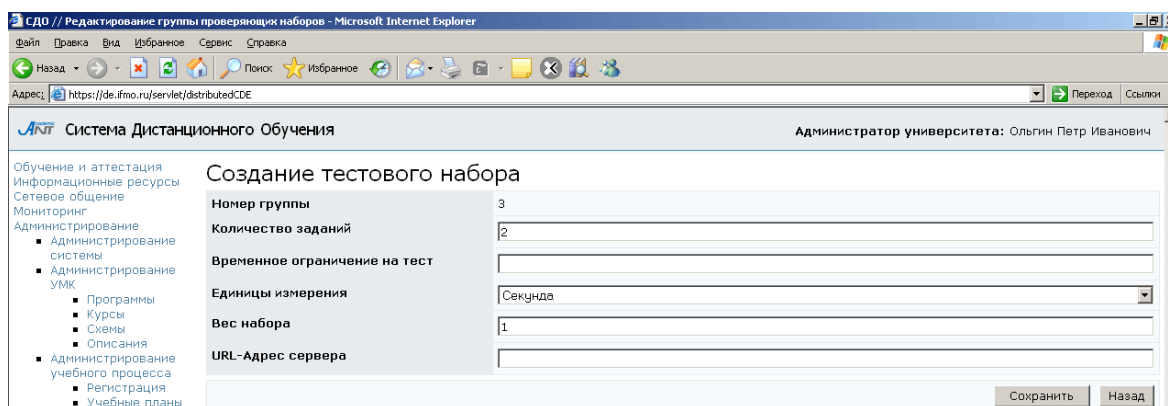 СДО // Редактирование группы проверяющих наборов - Microsoft Internet Explorer
Файл Правка Вид Избранное Сервис Справка
Назад Поиск Избранное
Адрес: https://de.ifmo.ru/servlet/distributedCDE Переход Ссылки
Academic ANT Система Дистанционного Обучения Администратор университета: Ольгин Петр Иванович
Обучение и аттестация
Информационные ресурсы
Сетевое общение
Мониторинг
Администрирование
Администрирование
системы
Администрирование
УМК
Программы
Курсы
Схемы
Описания
Администрирование
учебного процесса
Регистрация
Учебные планы
Создание тестового набора
Номер группы 3
Количество заданий 2
Временное ограничение на тест
Единицы измерения Секунда
Вес набора 1
URL-Адрес сервера
Сохранить Назад